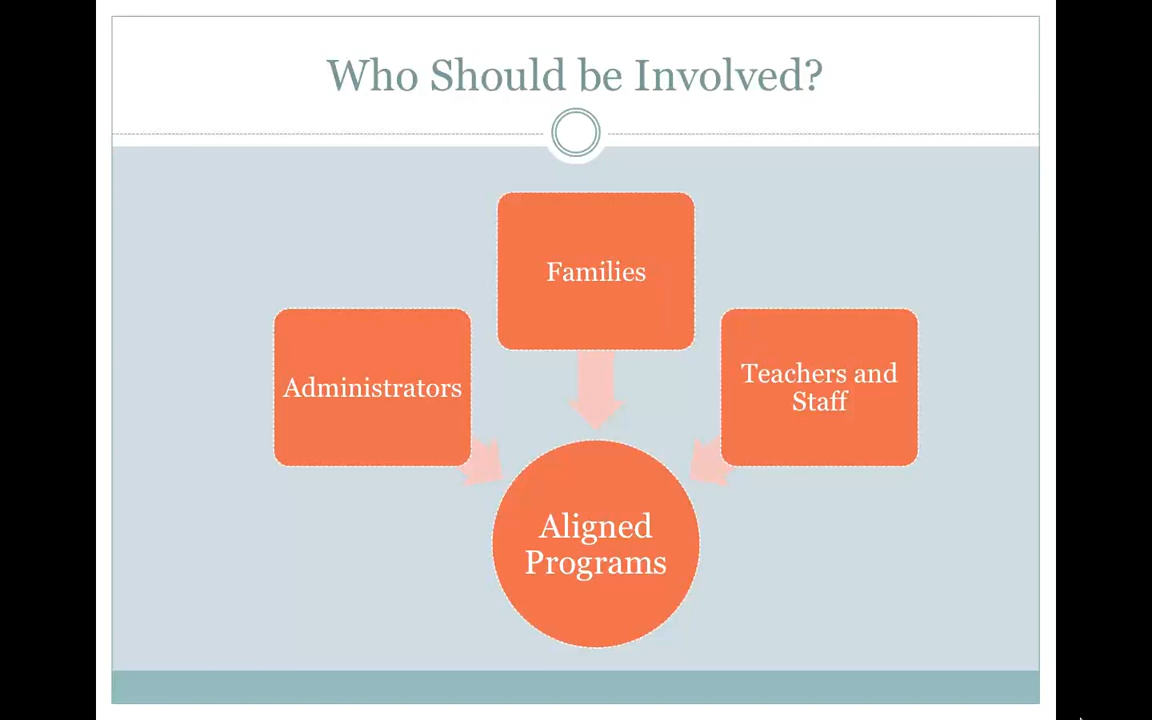 Who Should be Involved?
Families
Administrators
Teachers and
Staff
Aligned
Programs